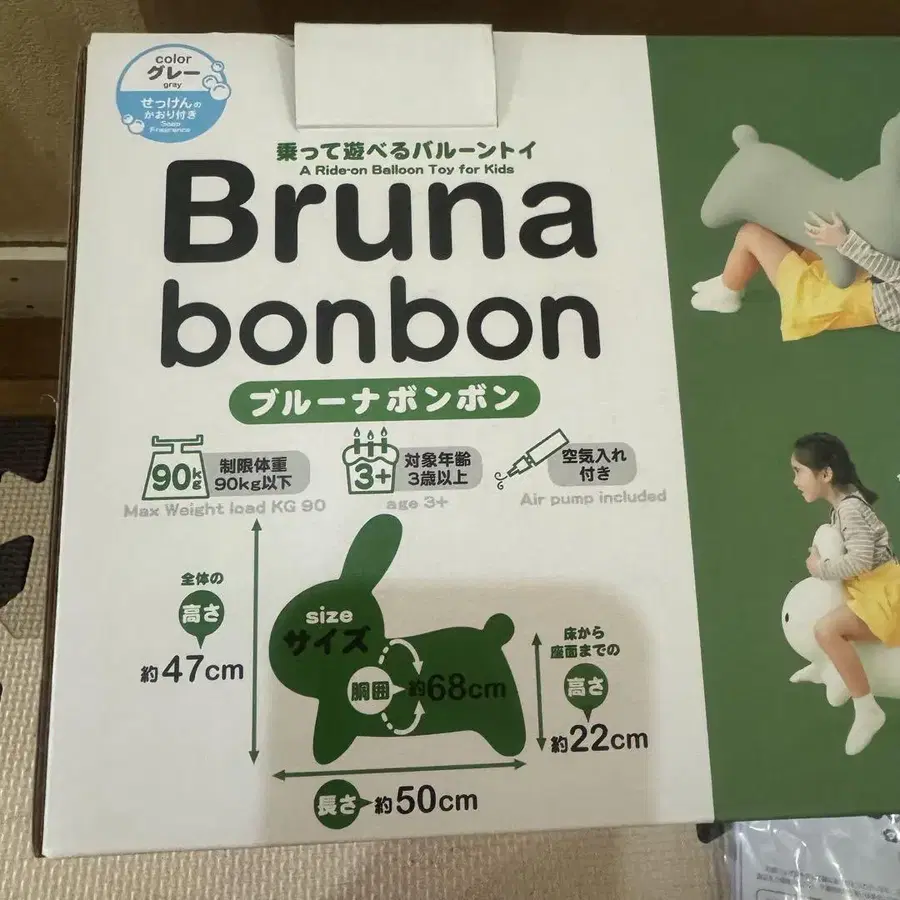 color
グレー
gray
せっけんの
かおり付き
Soap
Fragrance
乗って遊べるバルーントイ
A Ride-on Balloon Toy for Kids
Bruna
bonbon
ブルーナボンボン
90kg
制限体重
90kg以下
Max Weight load KG 90
3+
対象年齢
3歳以上
age 3+
空気入れ
付き
Air pump included
全体の
高さ
約47cm
size
サイズ
胴囲
約68cm
床から
座面までの
高さ
約22cm
長さ
約50cm